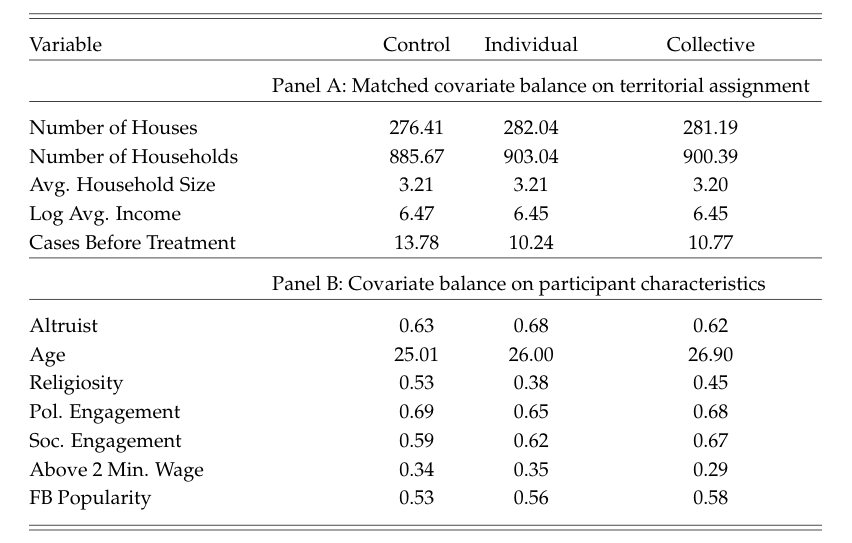 Variable Control Individual Collective
Panel A: Matched covariate balance on territorial assignment
Number of Houses 276.41 282.04 281.19
Number of Households 885.67 903.04 900.39
Avg. Household Size 3.21 3.21 3.20
Log Avg. Income 6.47 6.45 6.45
Cases Before Treatment 13.78 10.24 10.77
Panel B: Covariate balance on participant characteristics
Altruist 0.63 0.68 0.62
Age 25.01 26.00 26.90
Religiosity 0.53 0.38 0.45
Pol. Engagement 0.69 0.65 0.68
Soc. Engagement 0.59 0.62 0.67
Above 2 Min. Wage 0.34 0.35 0.29
FB Popularity 0.53 0.56 0.58